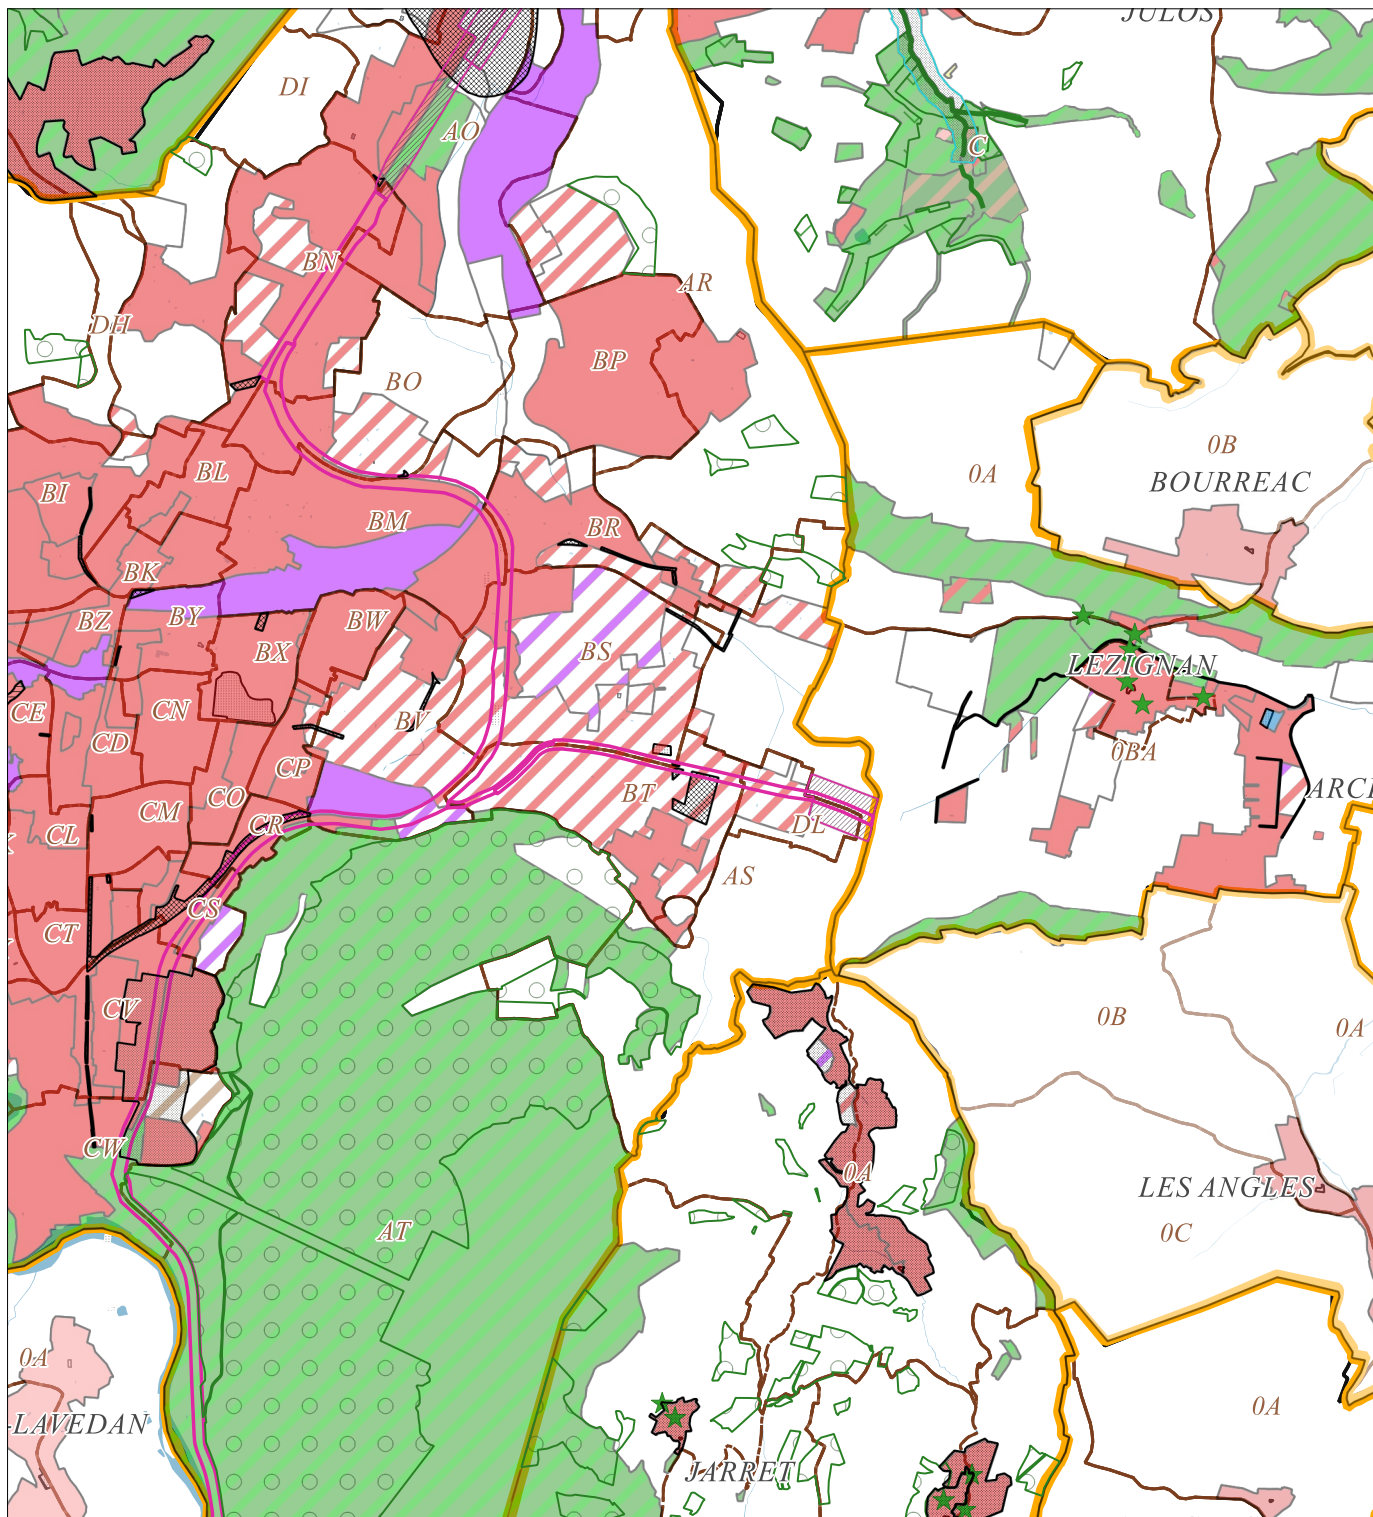 JULOS
DI
AO
C
BN
AR
DH
BP
BO
0B
0A
BL
BOURREAC
BI
BM
BR
BK
BZ
BY
BW
BX
BS
LEZIGNAN
CE
CN
BV
CD
0BA
CP
BT
CO
CM
CL
CR
DL
AS
CS
CT
CV
0B
0A
CW
0A
LES ANGLES
AT
0C
0A
0A
-LAVEDAN
JARRET